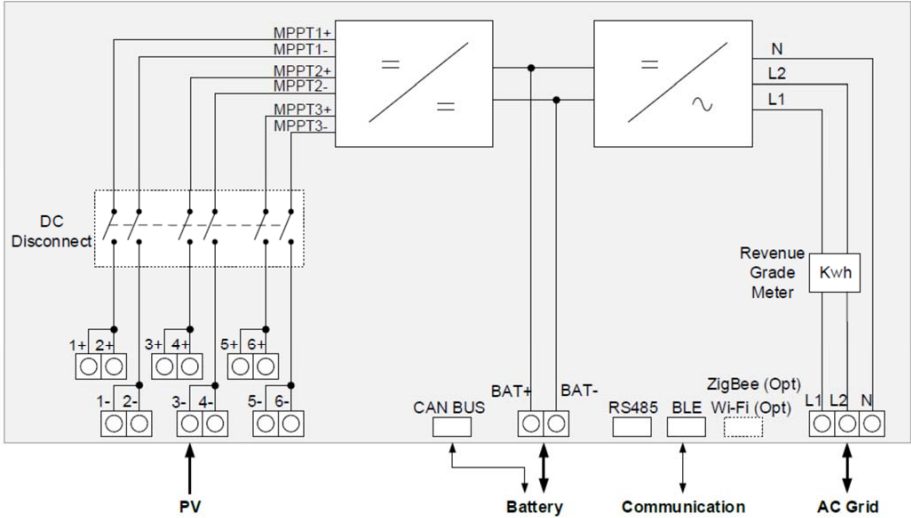 MPPT1+
MPPT1-
MPPT2+
MPPT2-
MPPT3+
MPPT3-
N
L2
L1
DC
Disconnect
Revenue
Grade
Meter
Kwh
1+ 2+
3+ 4+
5+ 6+
1- 2-
3- 4-
5- 6-
CAN BUS
BAT+
BAT-
RS485
BLE
ZigBee (Opt)
Wi-Fi (Opt)
L1 L2 N
PV
Battery
Communication
AC Grid